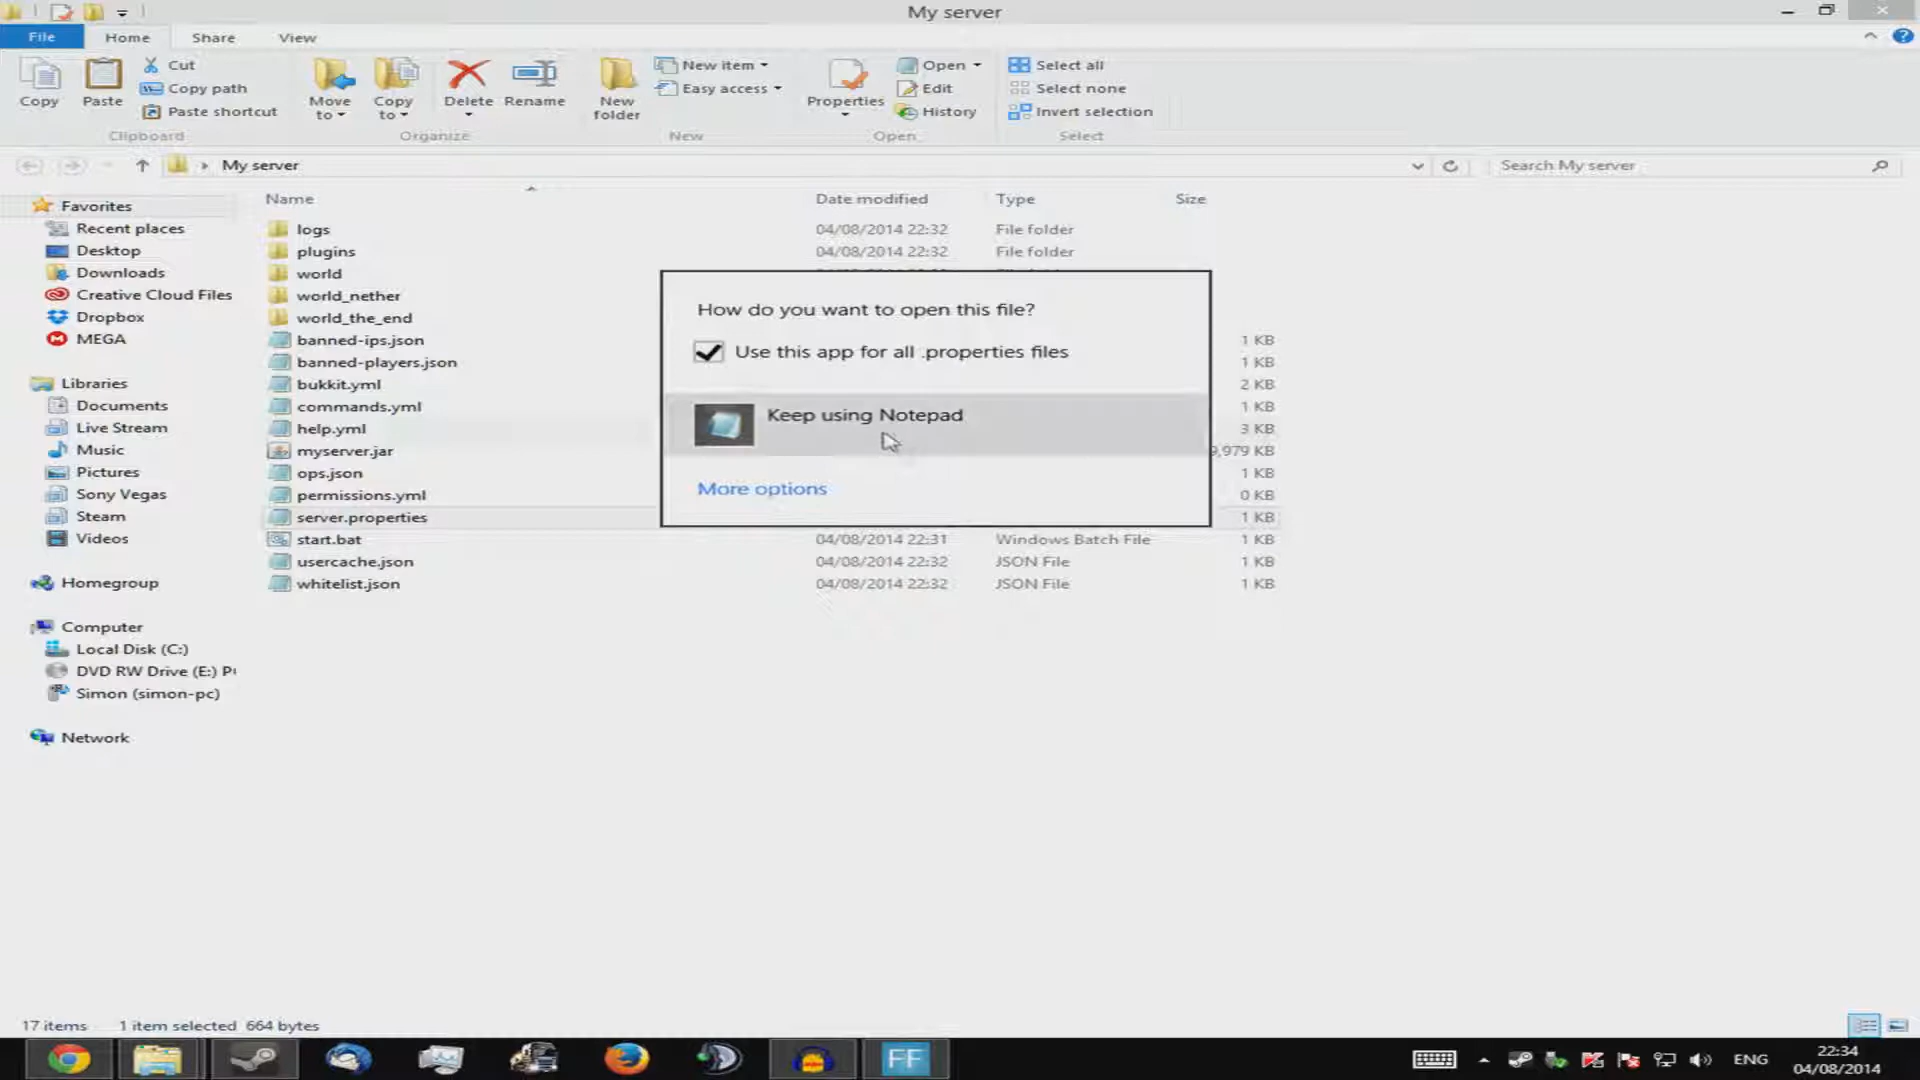 My server
File Home Share View
Copy Paste Cut Copy path Paste shortcut
Clipboard
Move to Copy to Delete Rename
Organize
New folder New item Easy access
New
Properties Open Edit History
Open
Select all Select none Invert selection
Select
My server
Search My server
Favorites
Recent places
Desktop
Downloads
Creative Cloud Files
Dropbox
MEGA
Libraries
Documents
Live Stream
Music
Pictures
Sony Vegas
Steam
Videos
Homegroup
Computer
Local Disk (C:)
DVD RW Drive (E:)
Simon (simon-pc)
Network
Name Date modified Type Size
logs 04/08/2014 22:32 File folder
plugins 04/08/2014 22:32 File folder
world
world_nether
world_the_end
banned-ips.json 1 KB
banned-players.json 1 KB
bukkit.yml 2 KB
commands.yml 1 KB
help.yml 3 KB
myserver.jar 9,979 KB
ops.json 1 KB
permissions.yml 0 KB
server.properties 1 KB
start.bat 04/08/2014 22:31 Windows Batch File 1 KB
usercache.json 04/08/2014 22:32 JSON File 1 KB
whitelist.json 04/08/2014 22:32 JSON File 1 KB
How do you want to open this file?
Use this app for all .properties files
Keep using Notepad
More options
17 items 1 item selected 664 bytes
FF
ENG
22:34
04/08/2014